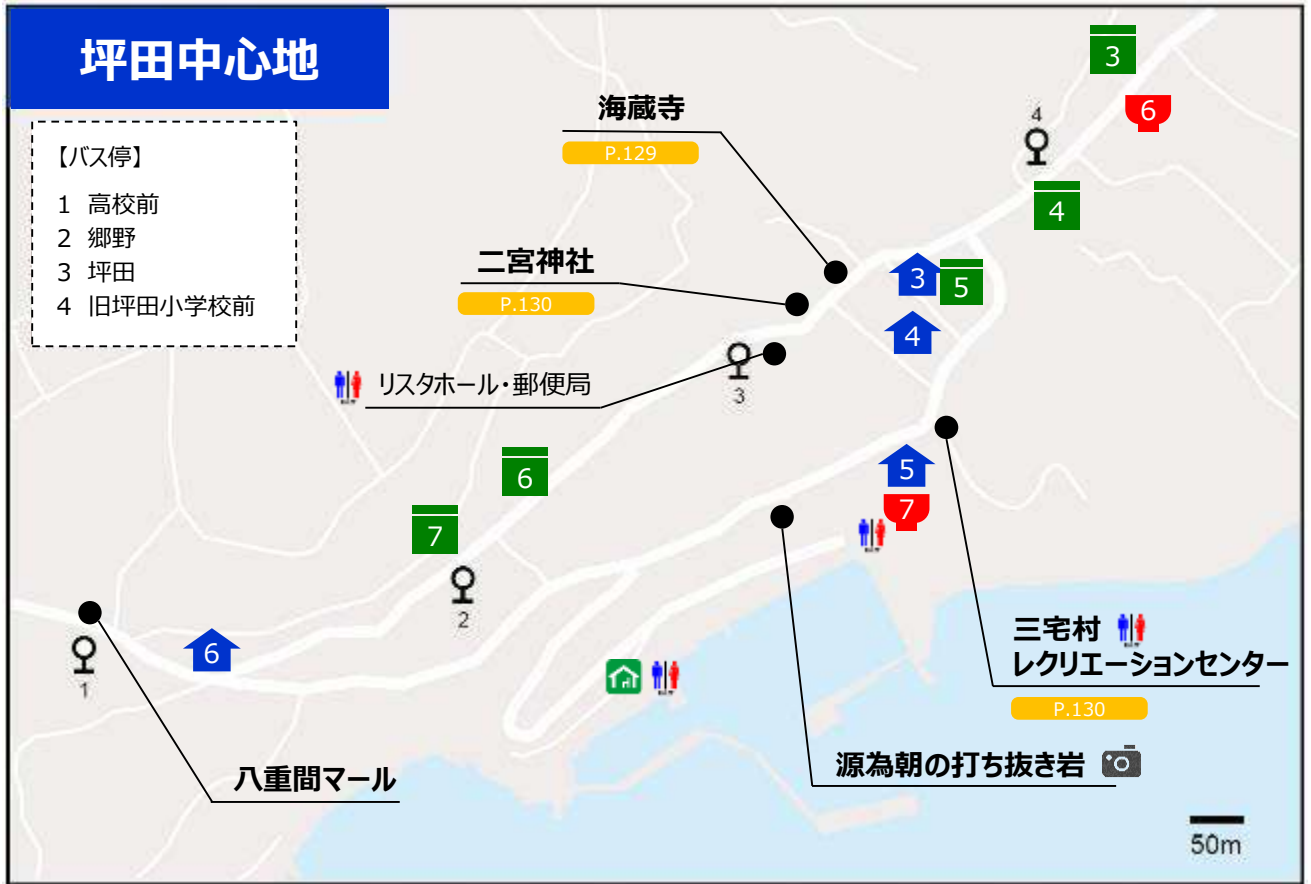 坪田中心地
【バス停】
1 高校前
2 郷野
3 坪田
4 旧坪田小学校前
海蔵寺
P.129
二宮神社
P.130
リスタホール・郵便局
3
6
4
4
3
5
4
3
6
7
5
7
2
6
1
三宅村
レクリエーションセンター
P.130
源為朝の打ち抜き岩
八重間マール
50m